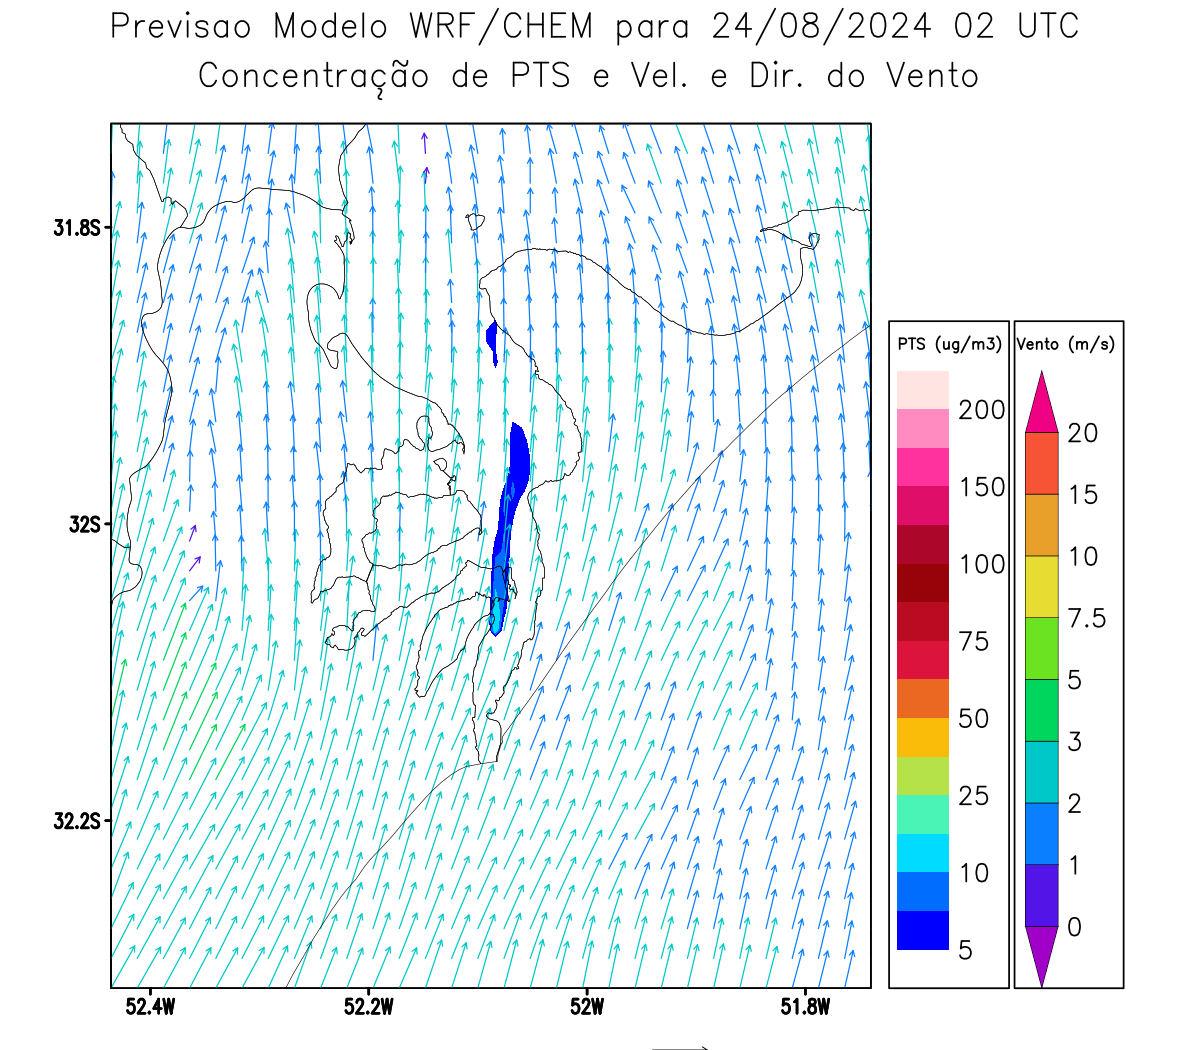 Previsao Modelo WRF/CHEM para 24/08/2024 02 UTC
Concentração de PTS e Vel. e Dir. do Vento
31.8S
32S
32.2S
52.4W 52.2W 52W 51.8W
PTS (ug/m3)
200
150
100
75
50
25
10
5
Vento (m/s)
20
15
10
7.5
5
3
2
1
0